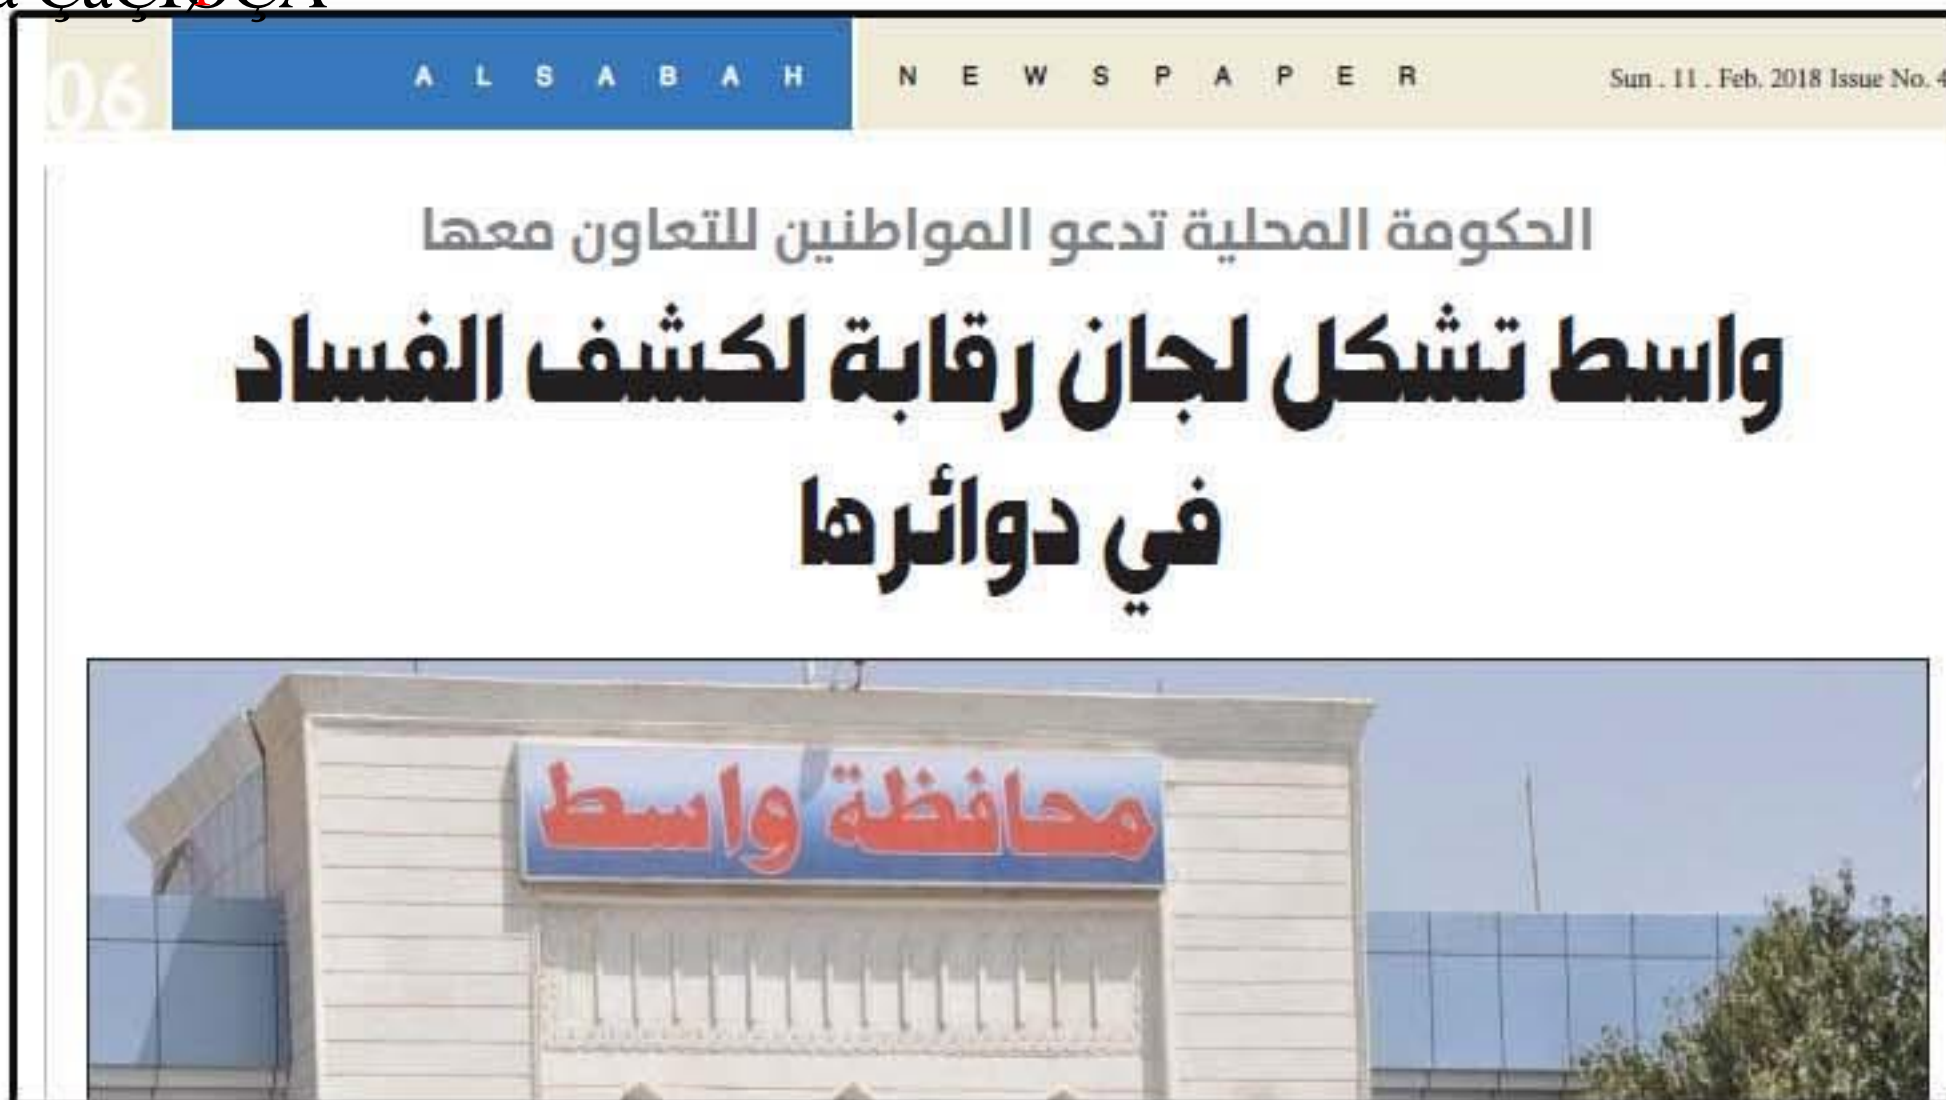 06 ALSABAH NEWSPAPER Sun . 11 . Feb. 2018 Issue No.
الحكومة المحلية تدعو المواطنين للتعاون معها
واسط تشكل لجان رقابة لكشف الفساد
في دوائرها
محافظة واسط